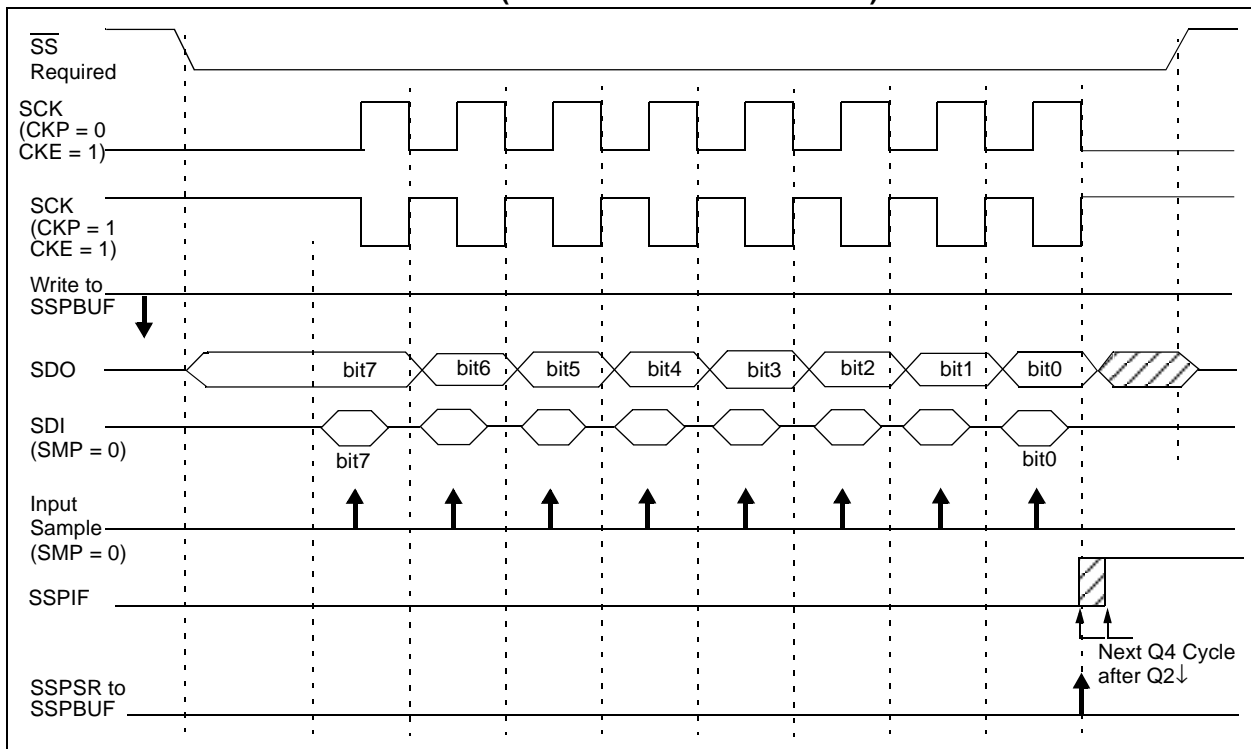 SS
Required
SCK
(CKP = 0
CKE = 1)
SCK
(CKP = 1
CKE = 1)
Write to
SSPBUF
SDO
bit7 bit6 bit5 bit4 bit3 bit2 bit1 bit0
SDI
(SMP = 0)
bit7 bit0
Input
Sample
(SMP = 0)
SSPIF
Next Q4 Cycle
after Q2↓
SSPSR to
SSPBUF